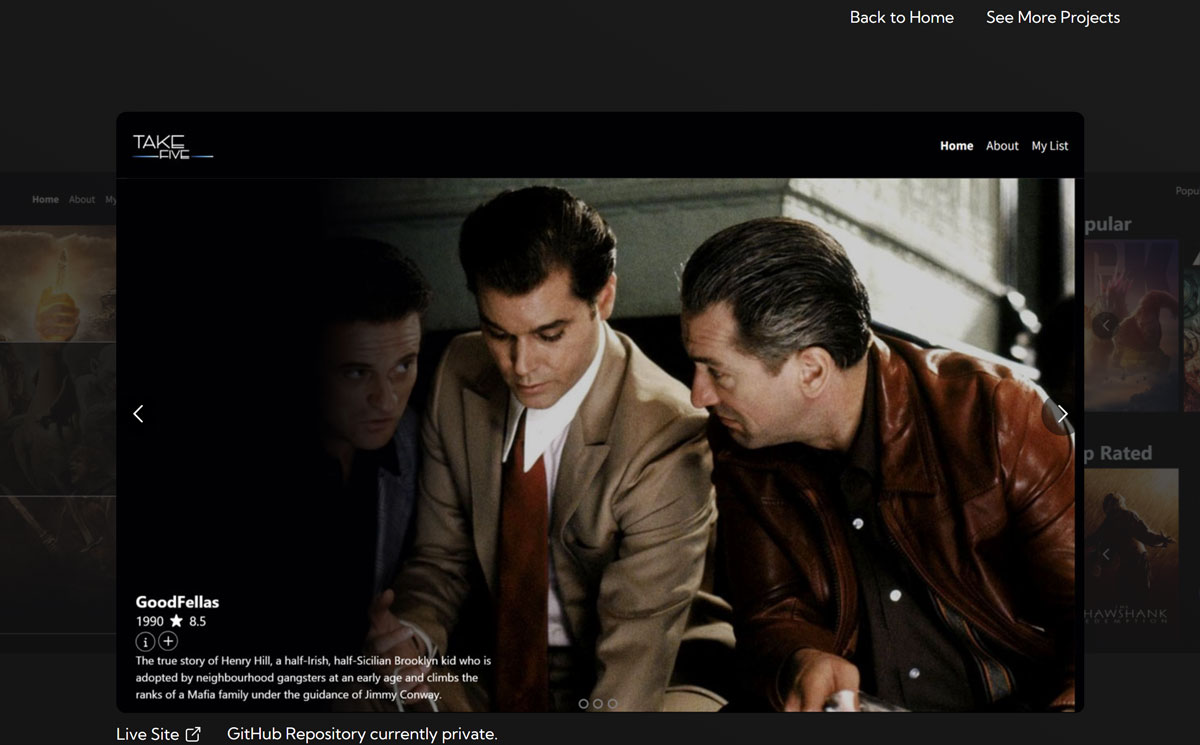 Back to Home
See More Projects
TAKE
FIVE
Home About My List
Home About My
GoodFellas
1990 ★ 8.5
The true story of Henry Hill, a half-Irish, half-Sicilian Brooklyn kid who is
adopted by neighbourhood gangsters at an early age and climbs the
ranks of a Mafia family under the guidance of Jimmy Conway.
Popu
pular
p Rated
HAWSHANK
REDEMPTION
Live Site
GitHub Repository currently private.